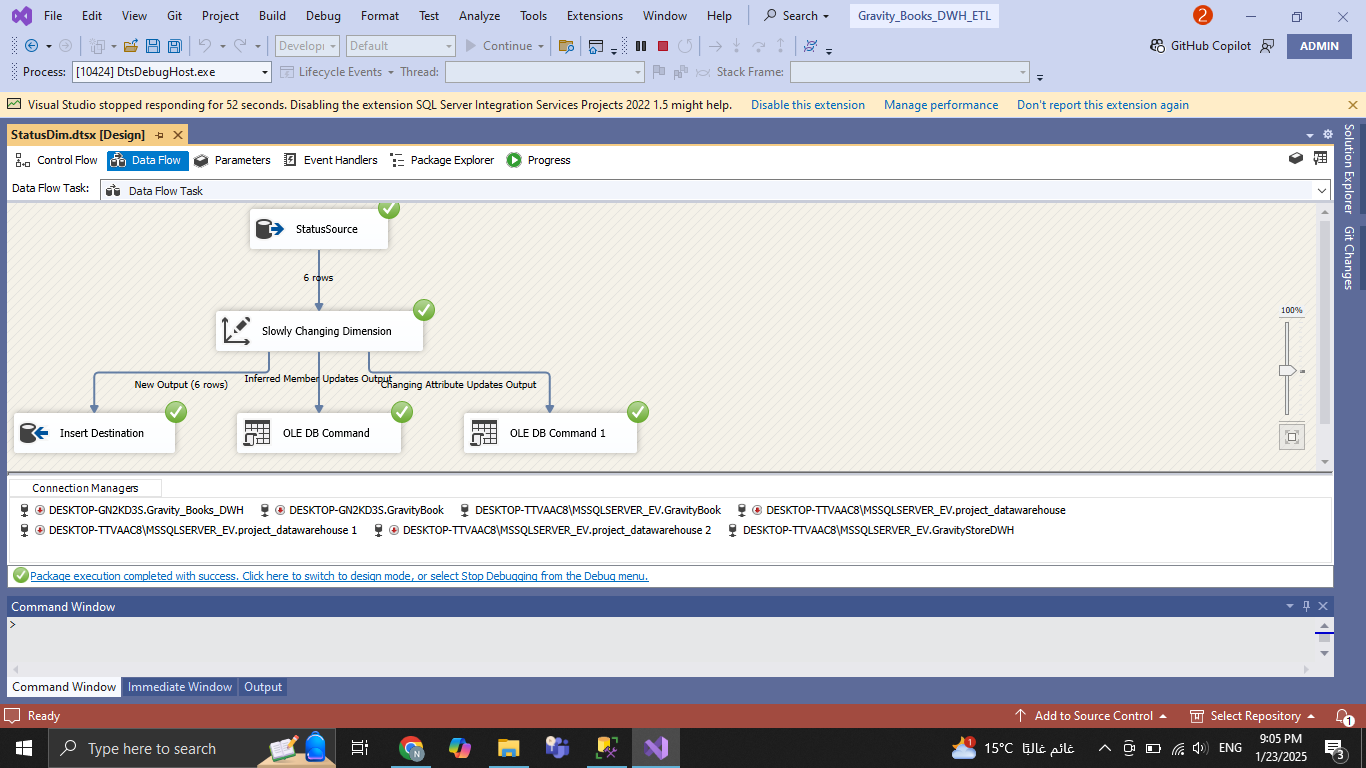 File Edit View Git Project Build Debug Format Test Analyze Tools Extensions Window Help Search Gravity_Books_DWH_ETL 2
Developi Default Continue GitHub Copilot ADMIN
Process: [10424] DtsDebugHost.exe Lifecycle Events Thread: Stack Frame:
Visual Studio stopped responding for 52 seconds. Disabling the extension SQL Server Integration Services Projects 2022 1.5 might help. Disable this extension Manage performance Don't report this extension again
StatusDim.dtsx [Design]
Control Flow Data Flow Parameters Event Handlers Package Explorer Progress
Data Flow Task: Data Flow Task
Solution Explorer
Git Changes
StatusSource
6 rows
100%
Slowly Changing Dimension
New Output (6 rows) Inferred Member Updates Output Changing Attribute Updates Output
Insert Destination OLE DB Command OLE DB Command 1
Connection Managers
DESKTOP-GN2KD3S.Gravity_Books_DWH DESKTOP-GN2KD3S.GravityBook DESKTOP-TTVAAC8\MSSQLSERVER_EV.GravityBook DESKTOP-TTVAAC8\MSSQLSERVER_EV.project_datawarehouse
DESKTOP-TTVAAC8\MSSQLSERVER_EV.project_datawarehouse 1 DESKTOP-TTVAAC8\MSSQLSERVER_EV.project_datawarehouse 2 DESKTOP-TTVAAC8\MSSQLSERVER_EV.GravityStoreDWH
Package execution completed with success. Click here to switch to design mode, or select Stop Debugging from the Debug menu.
Command Window
>
Command Window Immediate Window Output
Ready Add to Source Control Select Repository 1
Type here to search N 1 15°C غائم غالبًا ENG 9:05 PM
1/23/2025 3